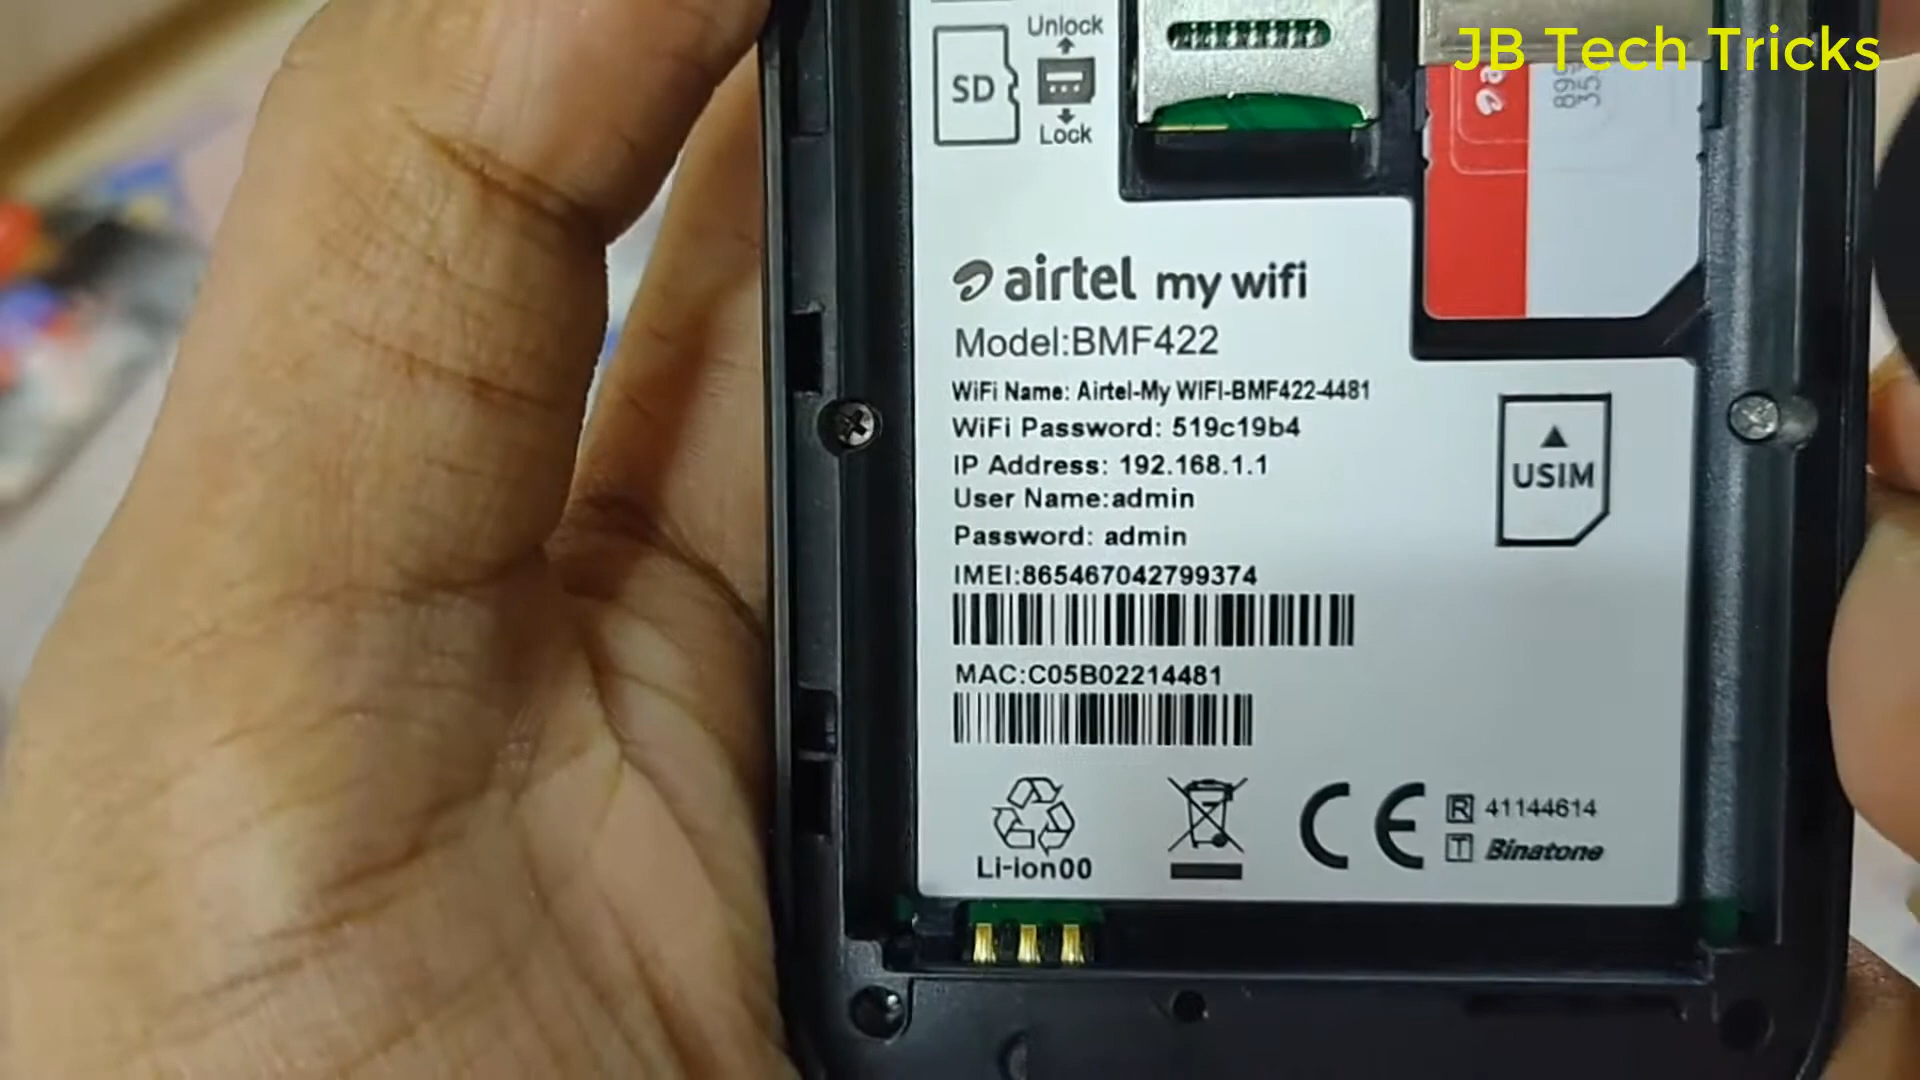 JB Tech Tricks
Unlock
SD
Lock
airtel my wifi
Model:BMF422
WiFi Name: Airtel-My WIFI-BMF422-4481
WiFi Password: 519c19b4
IP Address: 192.168.1.1
User Name:admin
Password: admin
USIM
IMEI:865467042799374
MAC:C05B02214481
Li-ion00
CE
R 41144614
T Binatone